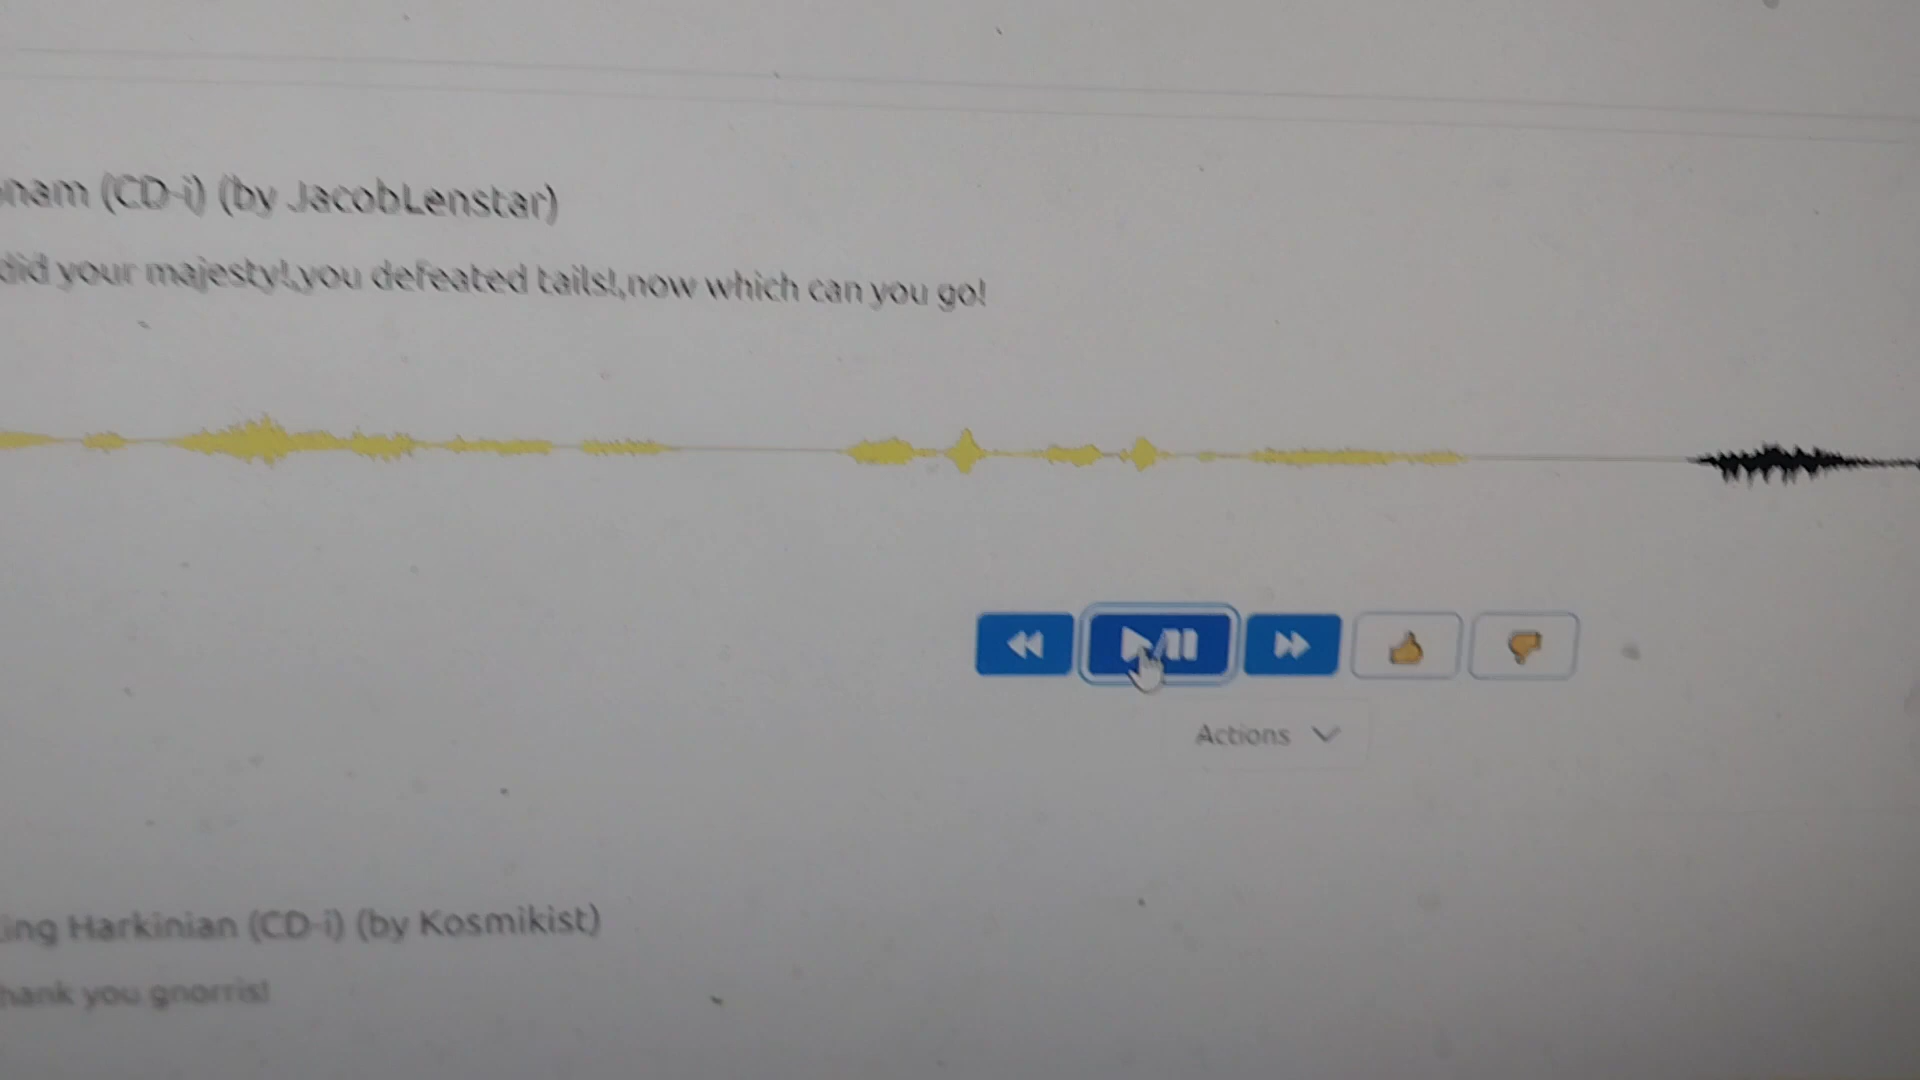 nam (CD-i) (by JacobLenstar)
did your majesty!,you defeated tails!,now which can you go!
Actions
ing Harkinian (CD-i) (by Kosmikist)
hank you gnorris!